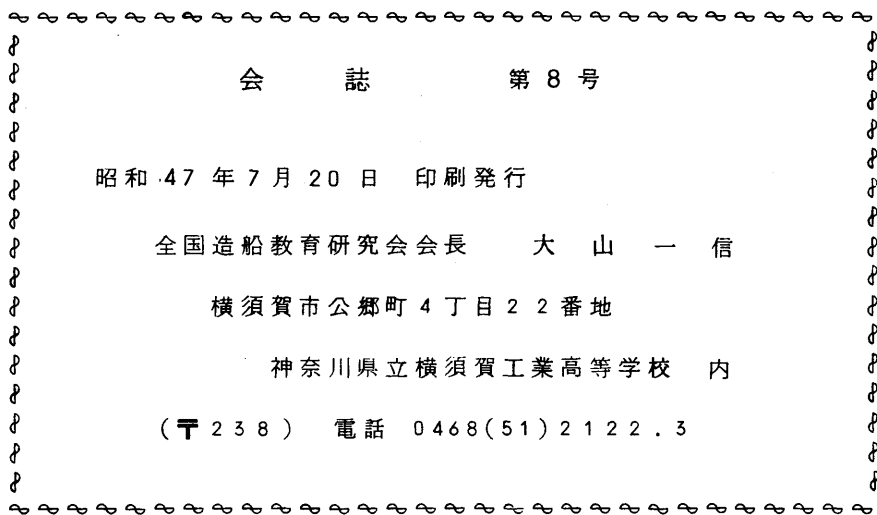 会誌 第8号
昭和47年7月20日 印刷発行
全国造船教育研究会会長 大山一信
横須賀市公郷町4丁目22番地
神奈川県立横須賀工業高等学校 内
(〒238) 電話 0468(51)2122.3